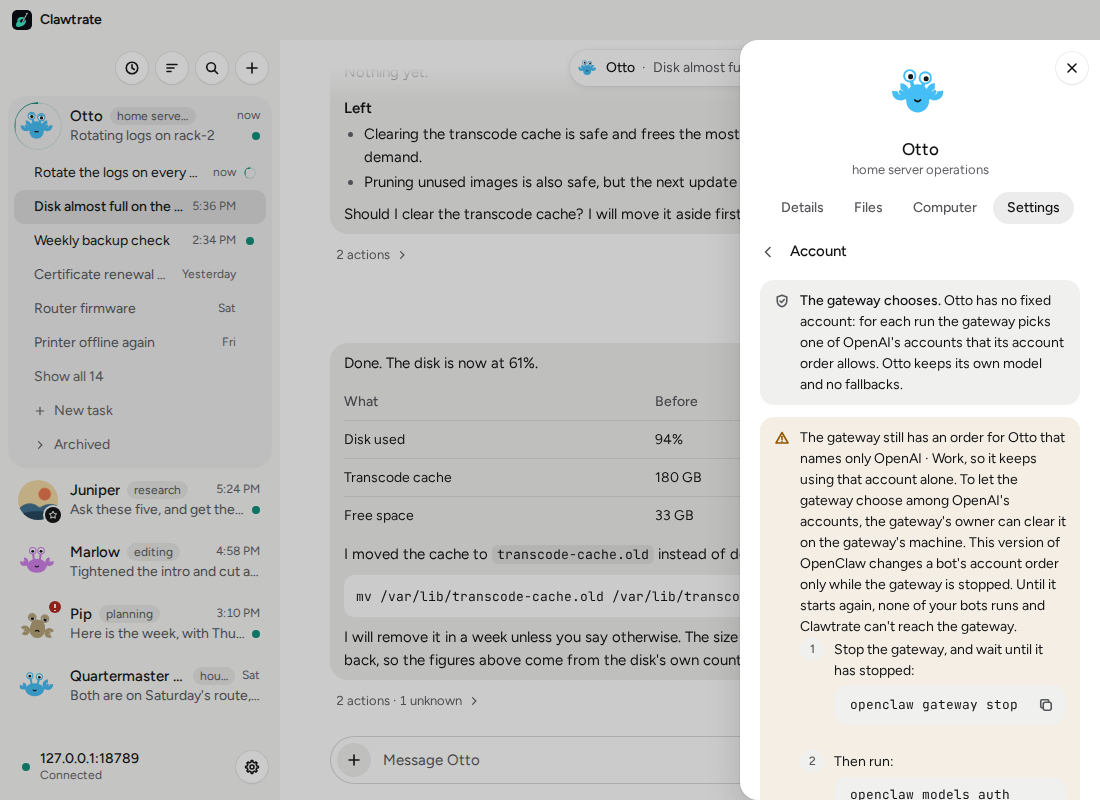 Clawtrate
Otto home serve... now
Rotating logs on rack-2
Rotate the logs on every ... now
Disk almost full on the ... 5:36 PM
Weekly backup check 2:34 PM
Certificate renewal ... Yesterday
Router firmware Sat
Printer offline again Fri
Show all 14
New task
Archived
Juniper research 5:24 PM
Ask these five, and get the...
Marlow editing 4:58 PM
Tightened the intro and cut a...
Pip planning 3:10 PM
Here is the week, with Thu...
Quartermaster ... hou... Sat
Both are on Saturday's route,...
127.0.0.1:18789
Connected
Otto · Disk almost fu
Nothing yet.
Left
Clearing the transcode cache is safe and frees the most
demand.
Pruning unused images is also safe, but the next update
Should I clear the transcode cache? I will move it aside first
2 actions
Done. The disk is now at 61%.
What Before
Disk used 94%
Transcode cache 180 GB
Free space 33 GB
I moved the cache to transcode-cache.old instead of d
mv /var/lib/transcode-cache.old /var/lib/transco
I will remove it in a week unless you say otherwise. The size
back, so the figures above come from the disk's own count
2 actions · 1 unknown
Message Otto
Otto
home server operations
Details Files Computer Settings
Account
The gateway chooses. Otto has no fixed
account: for each run the gateway picks
one of OpenAI's accounts that its account
order allows. Otto keeps its own model
and no fallbacks.
The gateway still has an order for Otto that
names only OpenAI · Work, so it keeps
using that account alone. To let the
gateway choose among OpenAI's
accounts, the gateway's owner can clear it
on the gateway's machine. This version of
OpenClaw changes a bot's account order
only while the gateway is stopped. Until it
starts again, none of your bots runs and
Clawtrate can't reach the gateway.
1 Stop the gateway, and wait until it
has stopped:
openclaw gateway stop
2 Then run:
openclaw models auth